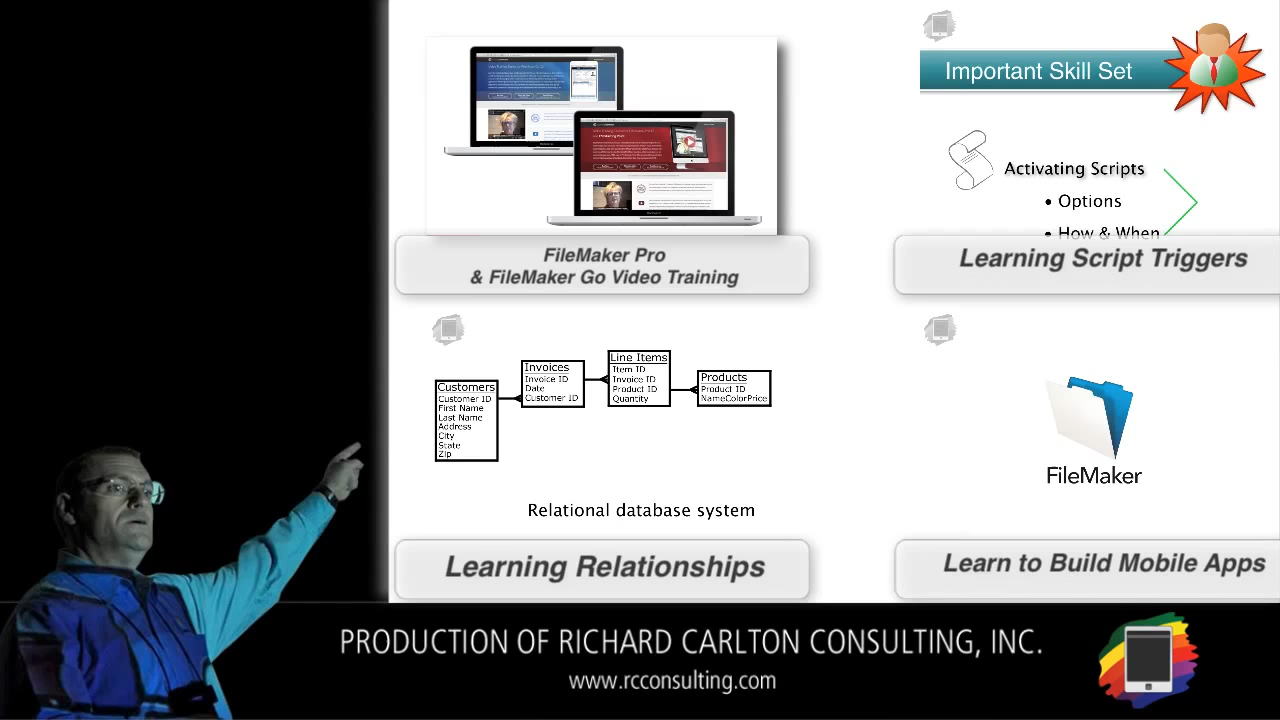 Important Skill Set
Activating Scripts
• Options
• How & When
FileMaker Pro
& FileMaker Go Video Training
Learning Script Triggers
Customers
Customer ID
First Name
Last Name
Address
City
State
Zip
Invoices
Invoice ID
Date
Customer ID
Line Items
Item ID
Invoice ID
Product ID
Quantity
Products
Product ID
NameColorPrice
Relational database system
FileMaker
Learning Relationships
Learn to Build Mobile Apps
PRODUCTION OF RICHARD CARLTON CONSULTING, INC.
www.rcconsulting.com